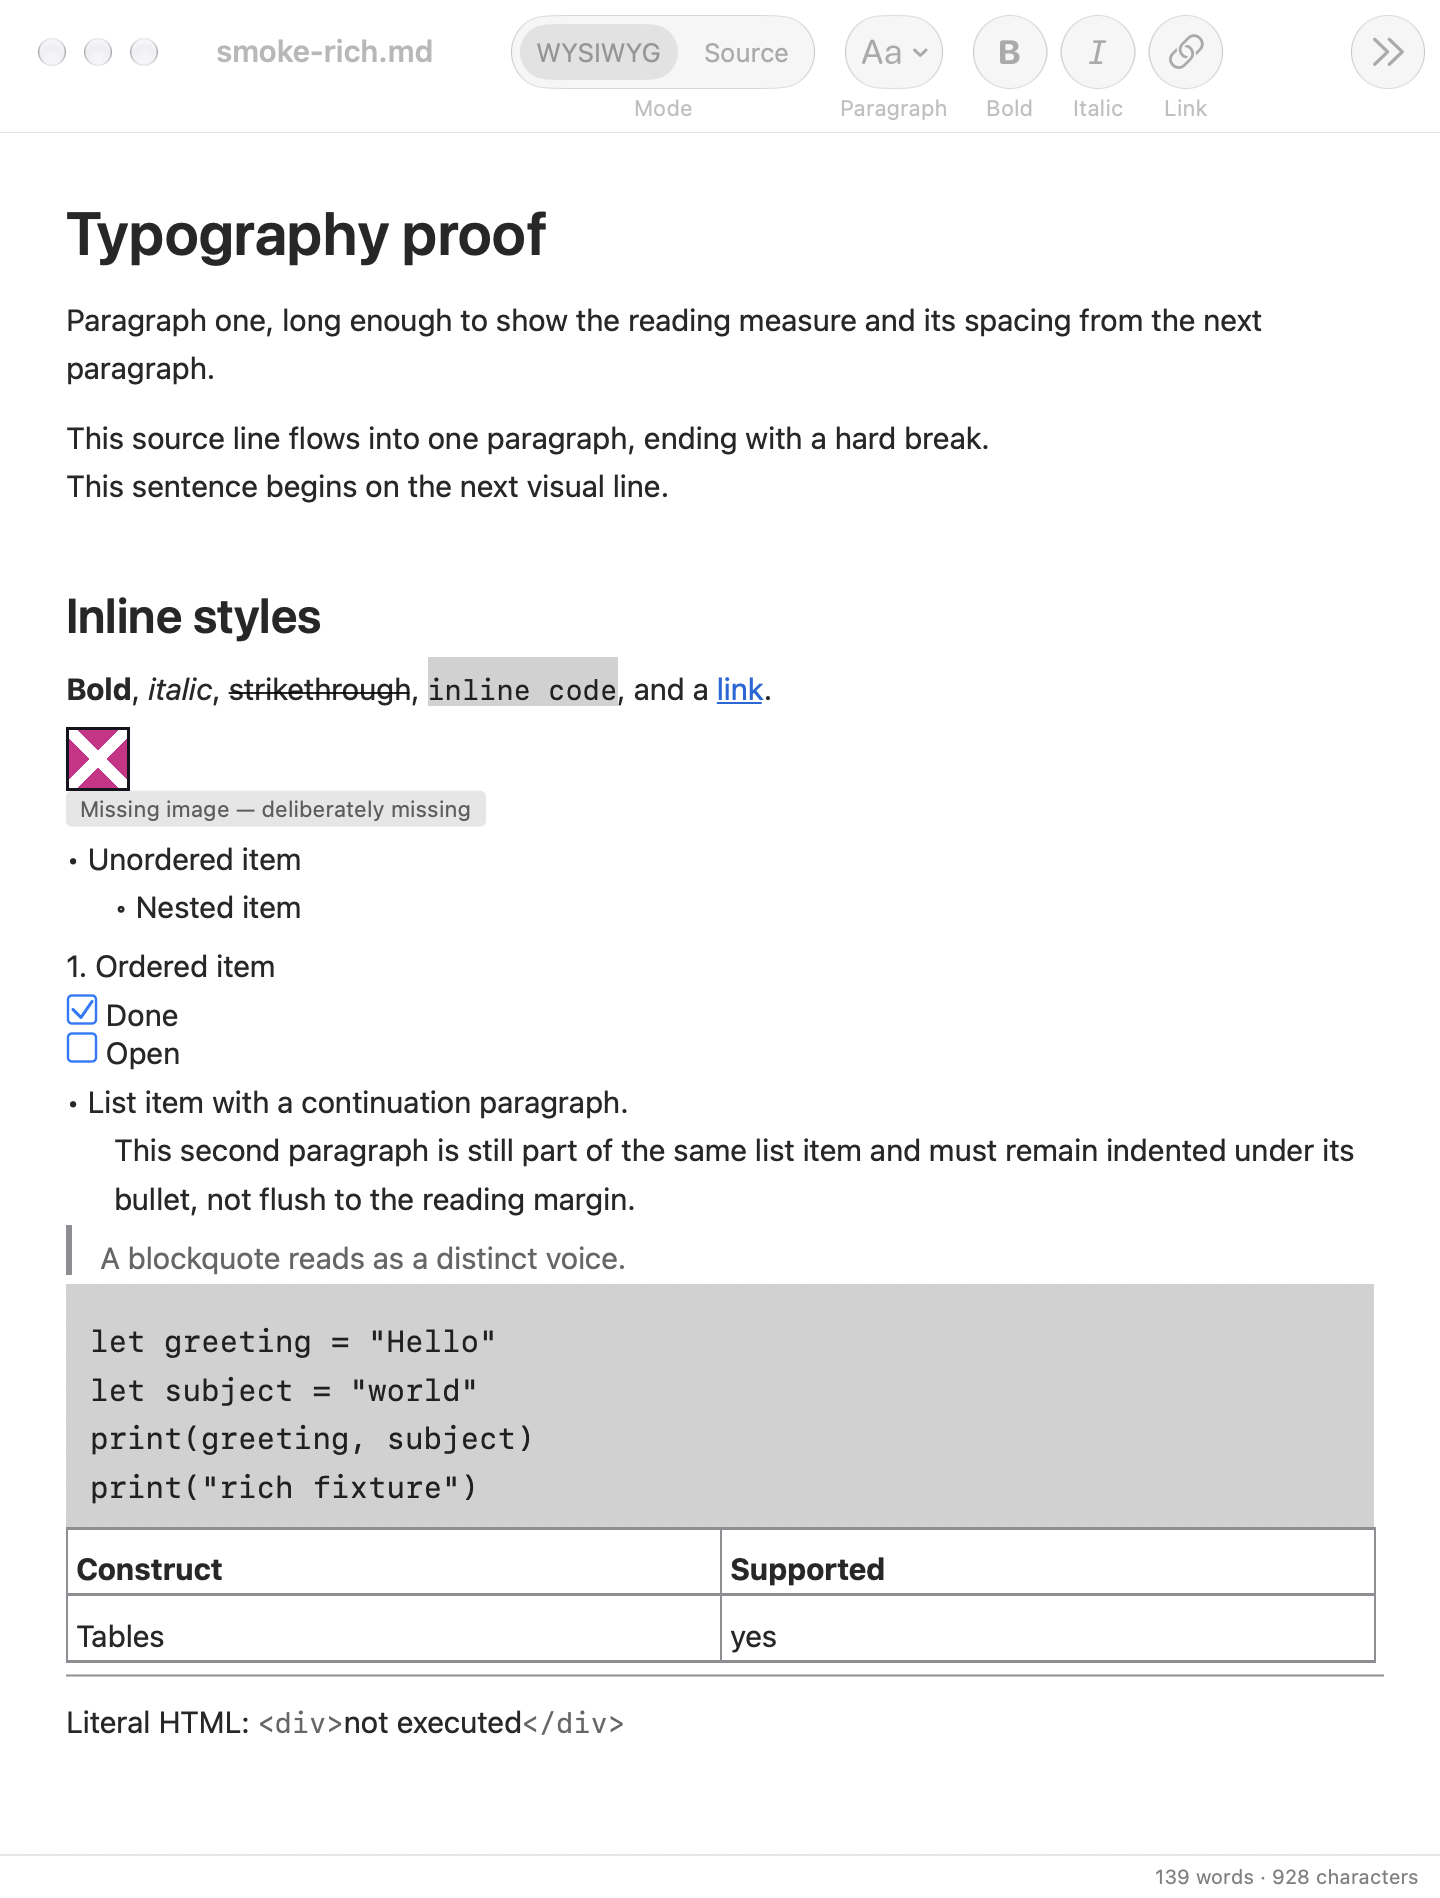 smoke-rich.md
WYSIWYG
Source
Aa
B
I
Mode
Paragraph
Bold
Italic
Link
Typography proof
Paragraph one, long enough to show the reading measure and its spacing from the next
paragraph.
This source line flows into one paragraph, ending with a hard break.
This sentence begins on the next visual line.
Inline styles
Bold, italic, strikethrough, inline code, and a link.
Missing image — deliberately missing
• Unordered item
◦ Nested item
1. Ordered item
Done
Open
• List item with a continuation paragraph.
This second paragraph is still part of the same list item and must remain indented under its
bullet, not flush to the reading margin.
A blockquote reads as a distinct voice.
let greeting = "Hello"
let subject = "world"
print(greeting, subject)
print("rich fixture")
Construct
Supported
Tables
yes
Literal HTML: <div>not executed</div>
139 words · 928 characters